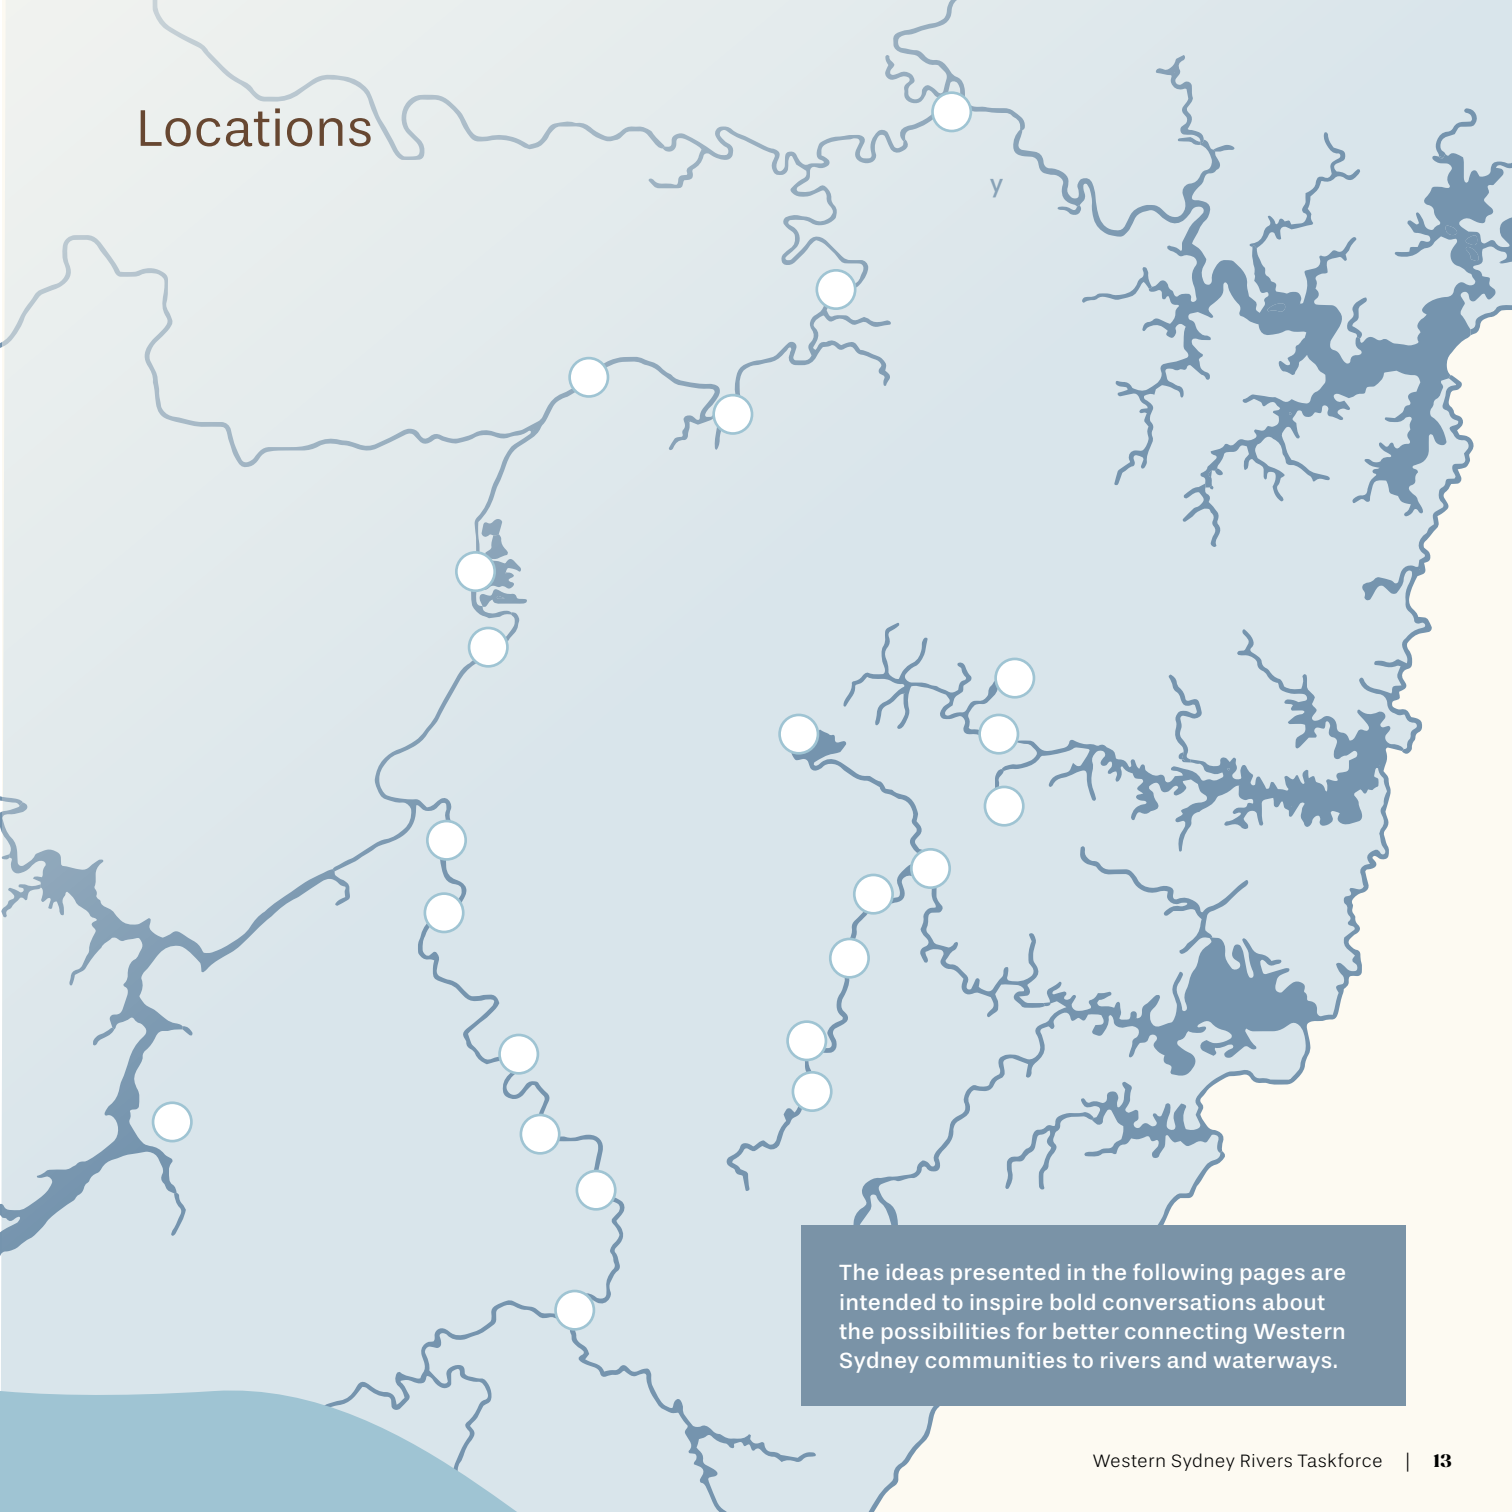 Locations
y
The ideas presented in the following pages are
intended to inspire bold conversations about
the possibilities for better connecting Western
Sydney communities to rivers and waterways.
Western Sydney Rivers Taskforce | 13